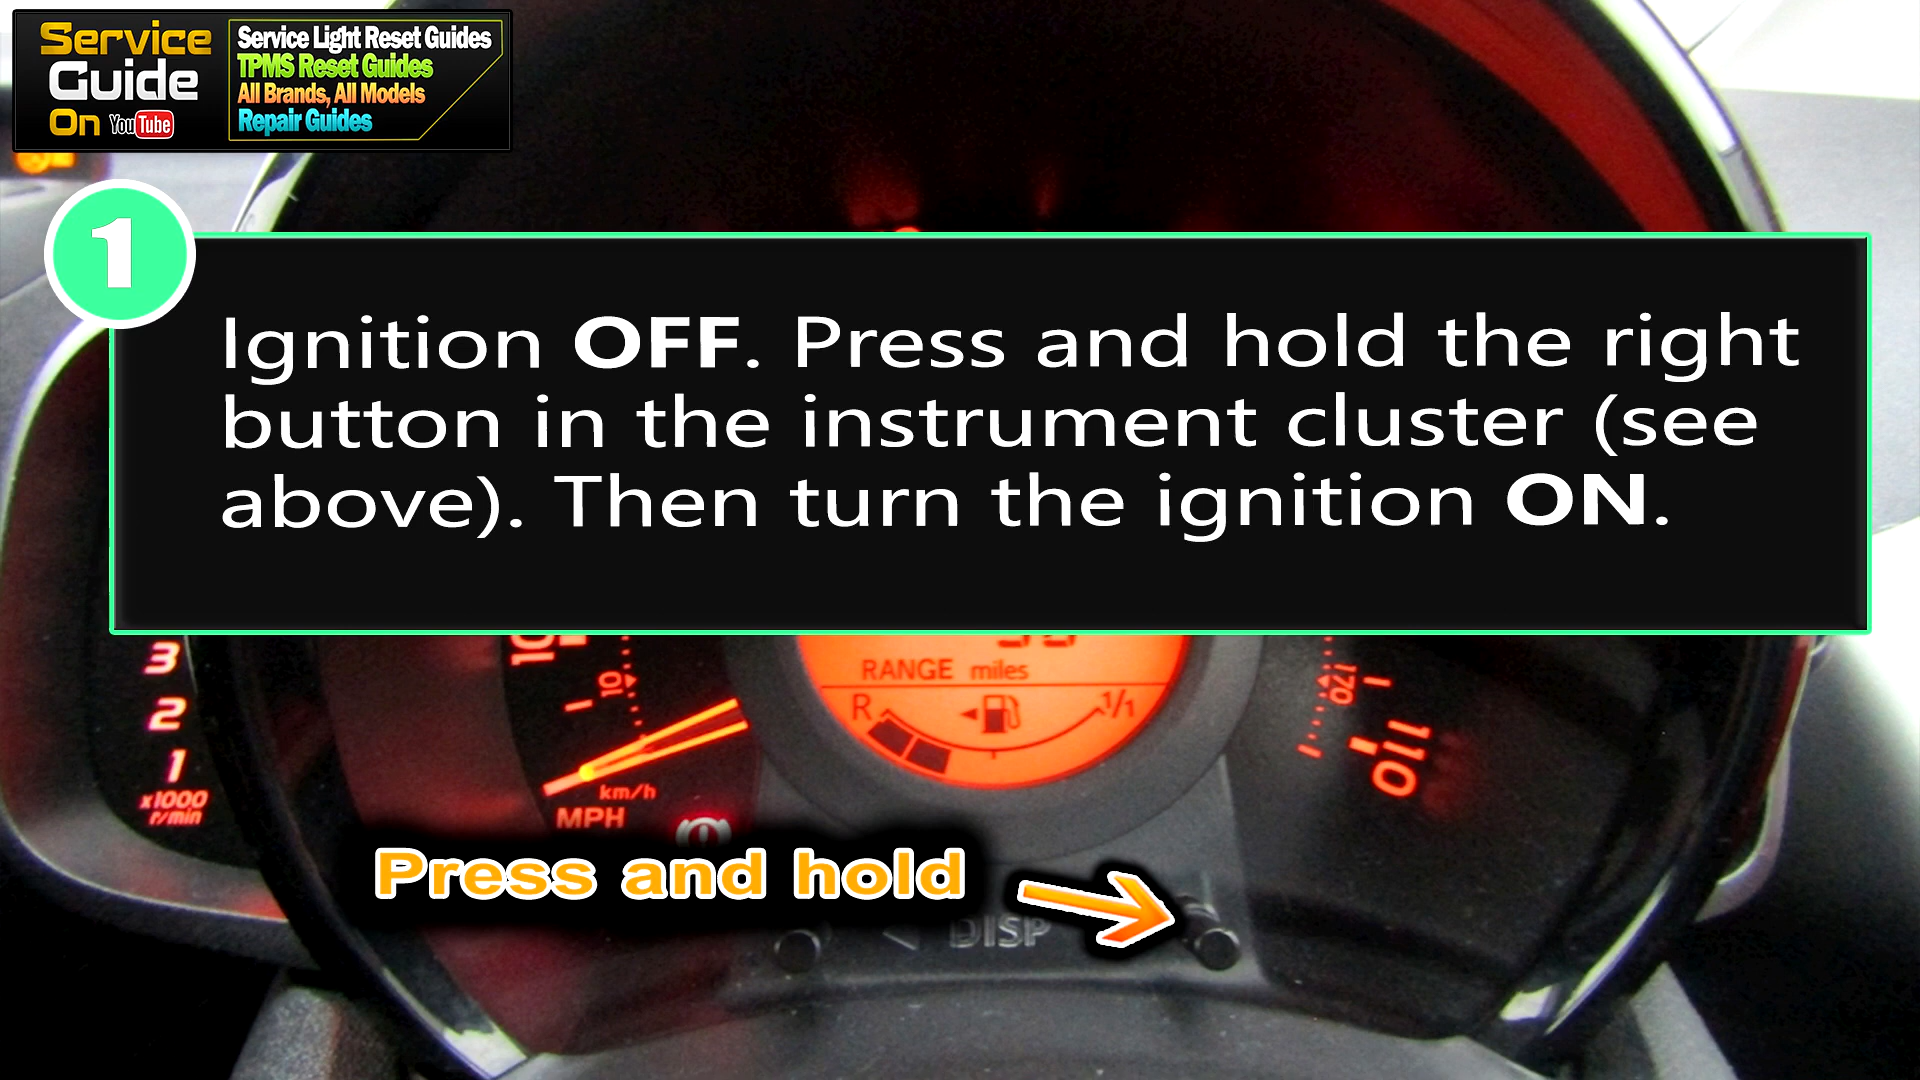 Service
Guide
On YouTube
Service Light Reset Guides
TPMS Reset Guides
All Brands, All Models
Repair Guides
1
Ignition OFF. Press and hold the right
button in the instrument cluster (see
above). Then turn the ignition ON.
3
2
1
x1000
r/min
10
10
km/h
MPH
RANGE miles
R
1/1
170
110
Press and hold
DISP